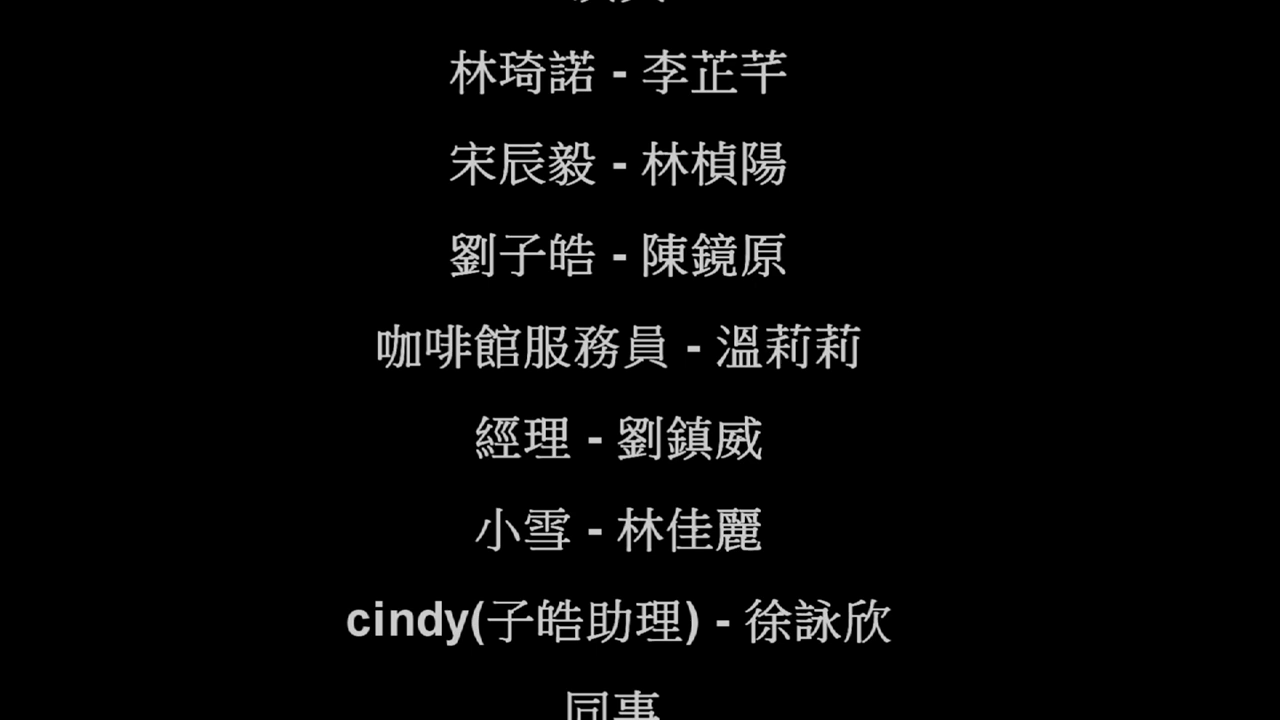 林琦諾 - 李芷芊
宋辰毅 - 林楨陽
劉子皓 - 陳鏡原
咖啡館服務員 - 溫莉莉
經理 - 劉鎮威
小雪 - 林佳麗
cindy(子皓助理) - 徐詠欣
同事